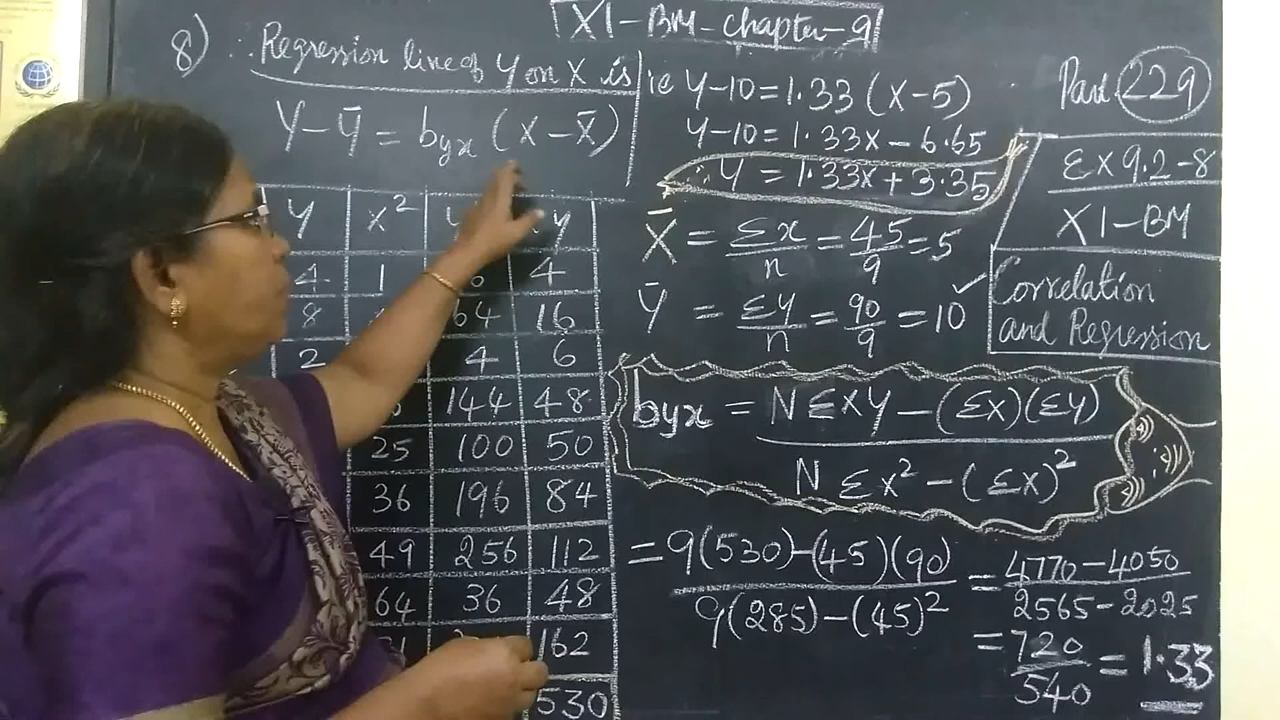 XI-BM-chapter-9
8) ∴ Regression line of Y on X is
Y - Ȳ = byx (X - X̄)
Y X² y
4 1 4
8 64 16
2 4 6
144 48
25 100 50
36 196 84
49 256 112
64 36 48
162
530
ie Y-10 = 1.33 (X-5)
Y-10 = 1.33X - 6.65
∴ Y = 1.33X + 3.35
X̄ = Σx/n = 45/9 = 5
Ȳ = Σy/n = 90/9 = 10
byx = NΣXY - (Σx)(Σy) / NΣx² - (Σx)²
= 9(530)-(45)(90) / 9(285)-(45)² = 4770-4050 / 2565-2025
= 720/540 = 1.33
Part 229
Ex 9.2-8
XI-BM
Correlation
and Regression